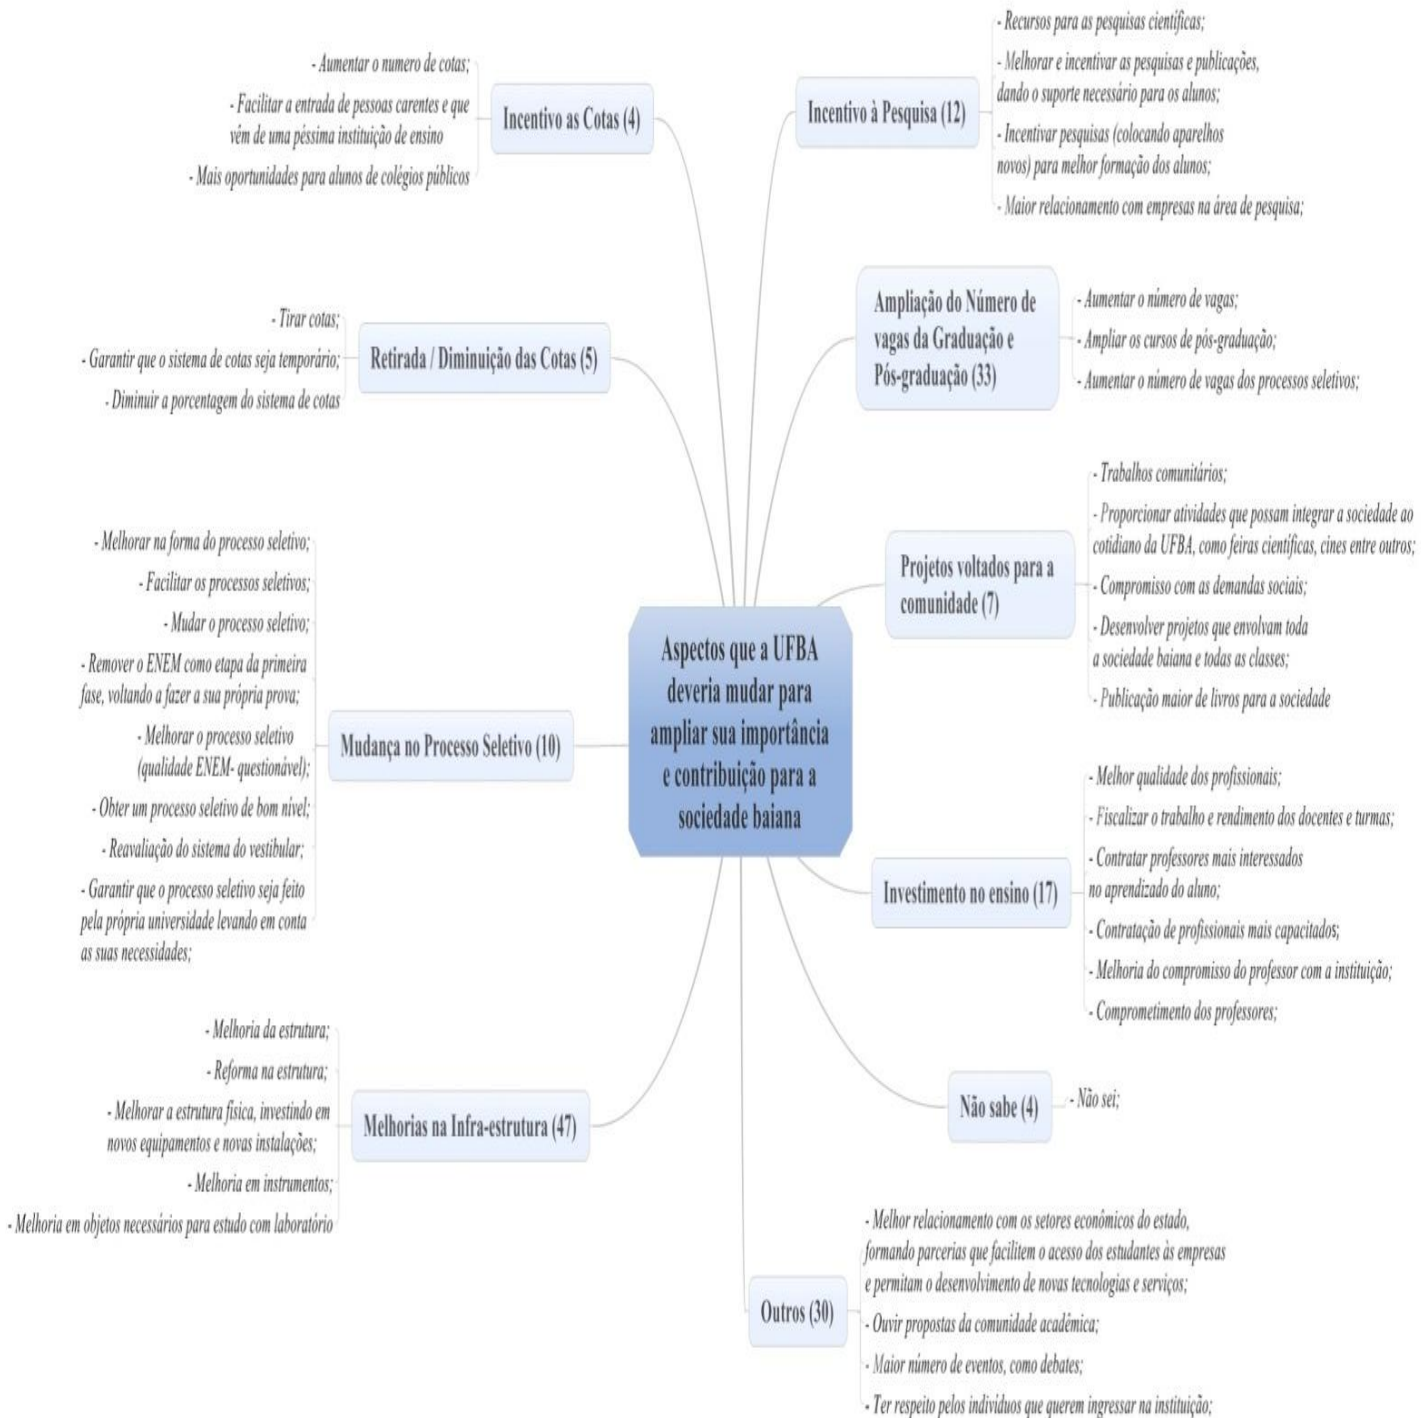 Aspectos que a UFBA
deveria mudar para
ampliar sua importância
e contribuição para a
sociedade baiana
Incentivo as Cotas (4)
- Aumentar o numero de cotas;
- Facilitar a entrada de pessoas carentes e que
vêm de uma péssima instituição de ensino
- Mais oportunidades para alunos de colégios públicos
Retirada / Diminuição das Cotas (5)
- Tirar cotas;
- Garantir que o sistema de cotas seja temporário;
- Diminuir a porcentagem do sistema de cotas
Mudança no Processo Seletivo (10)
- Melhorar na forma do processo seletivo;
- Facilitar os processos seletivos;
- Mudar o processo seletivo;
- Remover o ENEM como etapa da primeira
fase, voltando a fazer a sua própria prova;
- Melhorar o processo seletivo
(qualidade ENEM- questionável);
- Obter um processo seletivo de bom nível;
- Reavaliação do sistema do vestibular;
- Garantir que o processo seletivo seja feito
pela própria universidade levando em conta
as suas necessidades;
Melhorias na Infra-estrutura (47)
- Melhoria da estrutura;
- Reforma na estrutura;
- Melhorar a estrutura física, investindo em
novos equipamentos e novas instalações;
- Melhoria em instrumentos;
- Melhoria em objetos necessários para estudo com laboratório
Incentivo à Pesquisa (12)
- Recursos para as pesquisas científicas;
- Melhorar e incentivar as pesquisas e publicações,
dando o suporte necessário para os alunos;
- Incentivar pesquisas (colocando aparelhos
novos) para melhor formação dos alunos;
- Maior relacionamento com empresas na área de pesquisa;
Ampliação do Número de
vagas da Graduação e
Pós-graduação (33)
- Aumentar o número de vagas;
- Ampliar os cursos de pós-graduação;
- Aumentar o número de vagas dos processos seletivos;
Projetos voltados para a
comunidade (7)
- Trabalhos comunitários;
- Proporcionar atividades que possam integrar a sociedade ao
cotidiano da UFBA, como feiras científicas, cines entre outros;
- Compromisso com as demandas sociais;
- Desenvolver projetos que envolvam toda
a sociedade baiana e todas as classes;
- Publicação maior de livros para a sociedade
Investimento no ensino (17)
- Melhor qualidade dos profissionais;
- Fiscalizar o trabalho e rendimento dos docentes e turmas;
- Contratar professores mais interessados
no aprendizado do aluno;
- Contratação de profissionais mais capacitados;
- Melhoria do compromisso do professor com a instituição;
- Comprometimento dos professores;
Não sabe (4)
- Não sei;
Outros (30)
- Melhor relacionamento com os setores econômicos do estado,
formando parcerias que facilitem o acesso dos estudantes às empresas
e permitam o desenvolvimento de novas tecnologias e serviços;
- Ouvir propostas da comunidade acadêmica;
- Maior número de eventos, como debates;
- Ter respeito pelos indivíduos que querem ingressar na instituição;